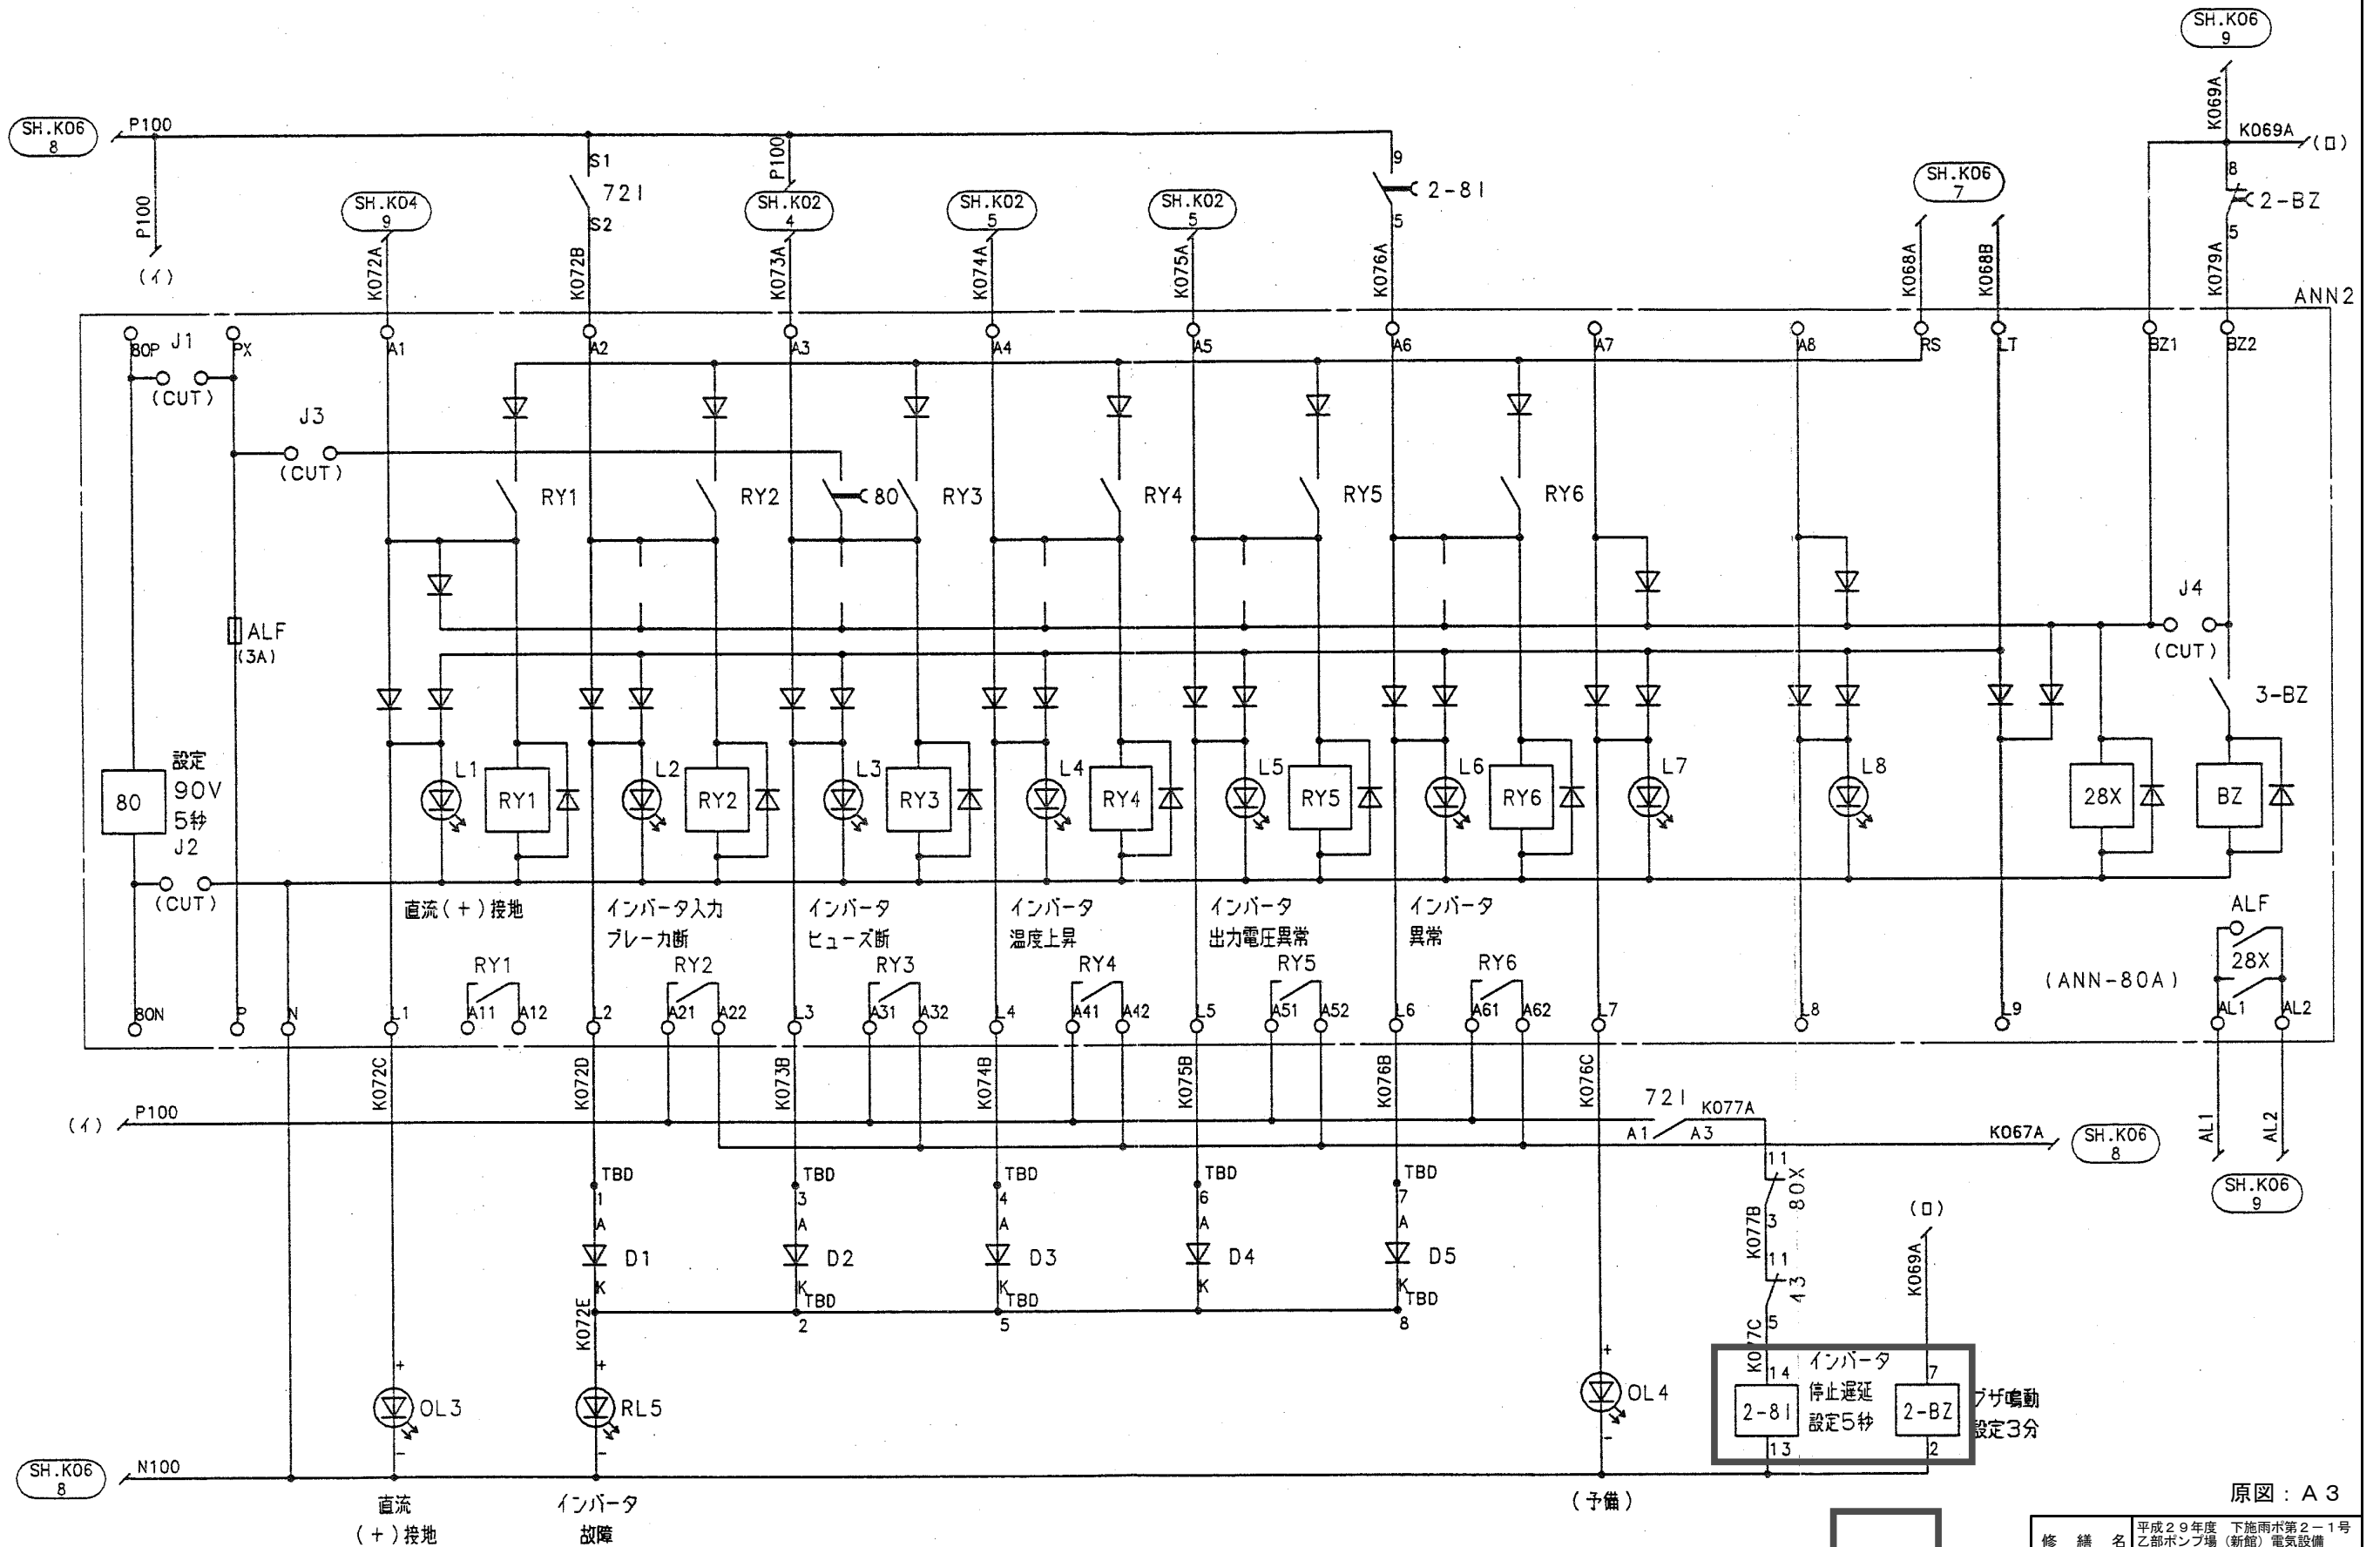 SH.K06
9
K069A
K069A
(ロ)
SH.K06
8
P100
P100
(イ)
S1
72I
S2
P100
9
2-8I
5
8
2-BZ
5
SH.K04
9
SH.K02
4
SH.K02
5
SH.K02
5
SH.K06
7
K072A
K072B
K073A
K074A
K075A
K076A
K068A
K068B
K079A
ANN2
80P
J1
PX
A1
A2
A3
A4
A5
A6
A7
A8
RS
LT
BZ1
BZ2
(CUT)
J3
(CUT)
RY1
RY2
80
RY3
RY4
RY5
RY6
ALF
(3A)
J4
(CUT)
3-BZ
設定
90V
5秒
80
J2
(CUT)
L1
RY1
L2
RY2
L3
RY3
L4
RY4
L5
RY5
L6
RY6
L7
L8
28X
BZ
直流(+)接地
インバータ入力
ブレーカ断
インバータ
ヒューズ断
インバータ
温度上昇
インバータ
出力電圧異常
インバータ
異常
ALF
28X
(ANN-80A)
RY1
RY2
RY3
RY4
RY5
RY6
80N
P
N
L1
A11
A12
L2
A21
A22
L3
A31
A32
L4
A41
A42
L5
A51
A52
L6
A61
A62
L7
L8
L9
AL1
AL2
K072C
K072D
K073B
K074B
K075B
K076B
K076C
AL1
AL2
(イ)
P100
72I
K077A
A1
A3
K067A
SH.K06
8
SH.K06
9
TBD
1
A
D1
K
TBD
3
A
D2
K
TBD
2
TBD
4
A
D3
K
TBD
5
TBD
6
A
D4
K
TBD
7
A
D5
K
TBD
8
K072E
11
80X
3
K077B
11
43
5
K077C
(ロ)
K069A
+
OL3
-
+
RL5
-
+
OL4
-
14
2-8I
13
インバータ
停止遅延
設定5秒
7
2-BZ
2
ブザ鳴動
設定3分
SH.K06
8
N100
直流
(+)接地
インバータ
故障
(予備)
原図：A3
修繕名
平成29年度 下施雨ポ第2-1号
乙部ポンプ場(新館)電気設備